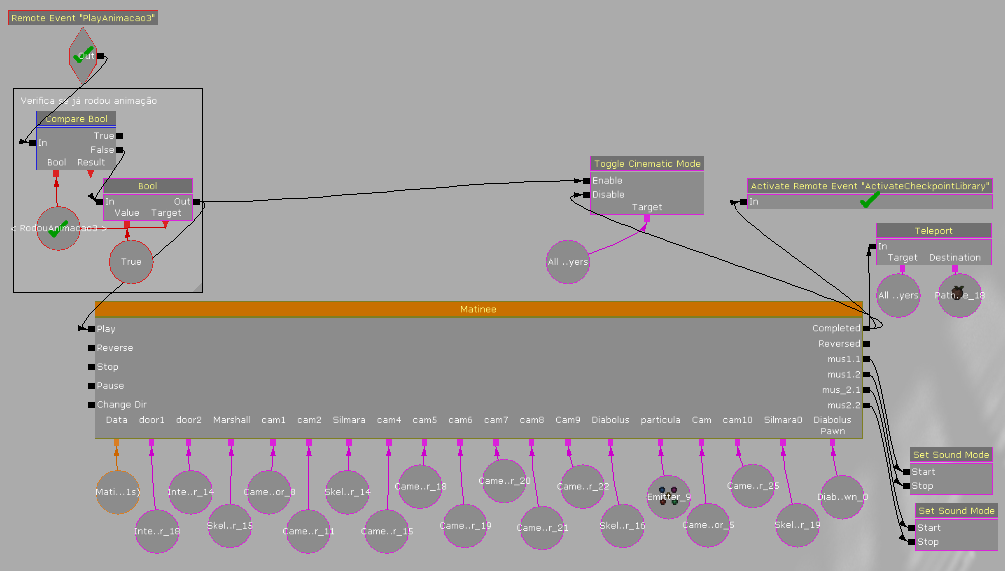 Remote Event "PlayAnimacao3"
Out
Verifica se já rodou animação
Compare Bool
In
True
False
Bool Result
Bool
In Out
Value Target
< RodouAnimacao3 >
True
Toggle Cinematic Mode
Enable
Disable
Target
All ..yers
Activate Remote Event "ActivateCheckpointLibrary"
In
Teleport
In
Target Destination
All ..yers
Path..e_18
Matinee
Play
Reverse
Stop
Pause
Change Dir
Completed
Reversed
mus1.1
mus1.2
mus_2.1
mus2.2
Data door1 door2 Marshall cam1 cam2 Silmara cam4 cam5 cam6 cam7 cam8 Cam9 Diabolus particula Cam cam10 Silmara0 Diabolus Pawn
Mati...1s)
Inte..r_18
Inte..r_14
Skel..r_15
Came..or_8
Came..r_11
Skel..r_14
Came..r_15
Came..r_18
Came..r_19
Came..r_20
Came..r_21
Came..r_22
Skel..r_16
Emitter_9
Came..or_5
Came..r_25
Skel..r_19
Diab..wn_0
Set Sound Mode
Start
Stop
Set Sound Mode
Start
Stop